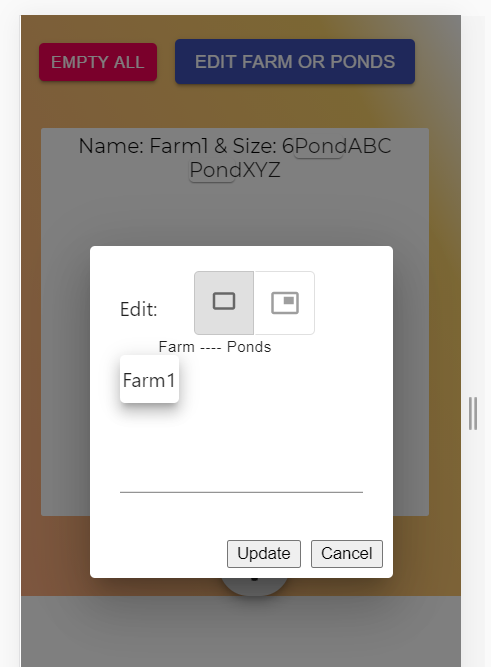 EMPTY ALL
EDIT FARM OR PONDS
Name: Farm1 & Size: 6PondABC
PondXYZ
Edit:
Farm ---- Ponds
Farm1
Update
Cancel